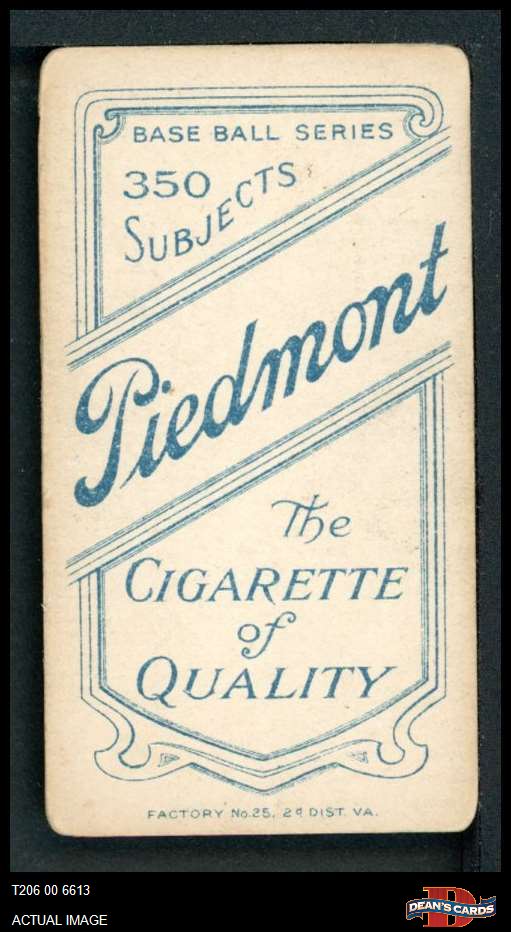 BASE BALL SERIES
350
SUBJECTS
Piedmont
The
CIGARETTE
of
QUALITY
FACTORY No.25, 2d DIST. VA.
T206 00 6613
ACTUAL IMAGE
D
DEAN'S CARDS